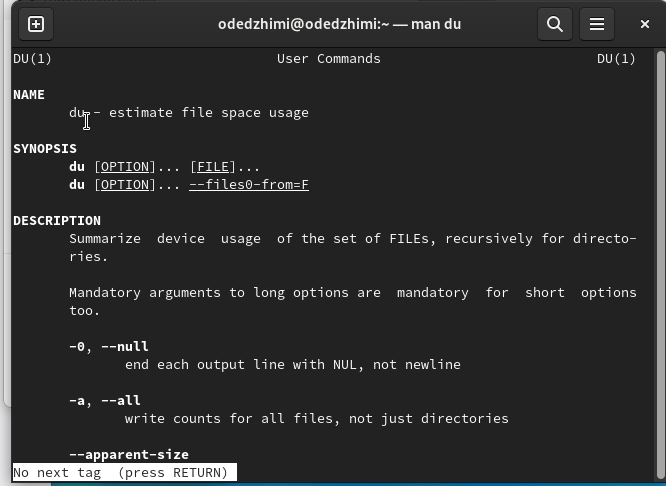 odedzhimi@odedzhimi:~ — man du
DU(1) User Commands DU(1)
NAME
du - estimate file space usage
SYNOPSIS
du [OPTION]... [FILE]...
du [OPTION]... --files0-from=F
DESCRIPTION
Summarize device usage of the set of FILEs, recursively for directo-
ries.
Mandatory arguments to long options are mandatory for short options
too.
-0, --null
end each output line with NUL, not newline
-a, --all
write counts for all files, not just directories
--apparent-size
No next tag (press RETURN)